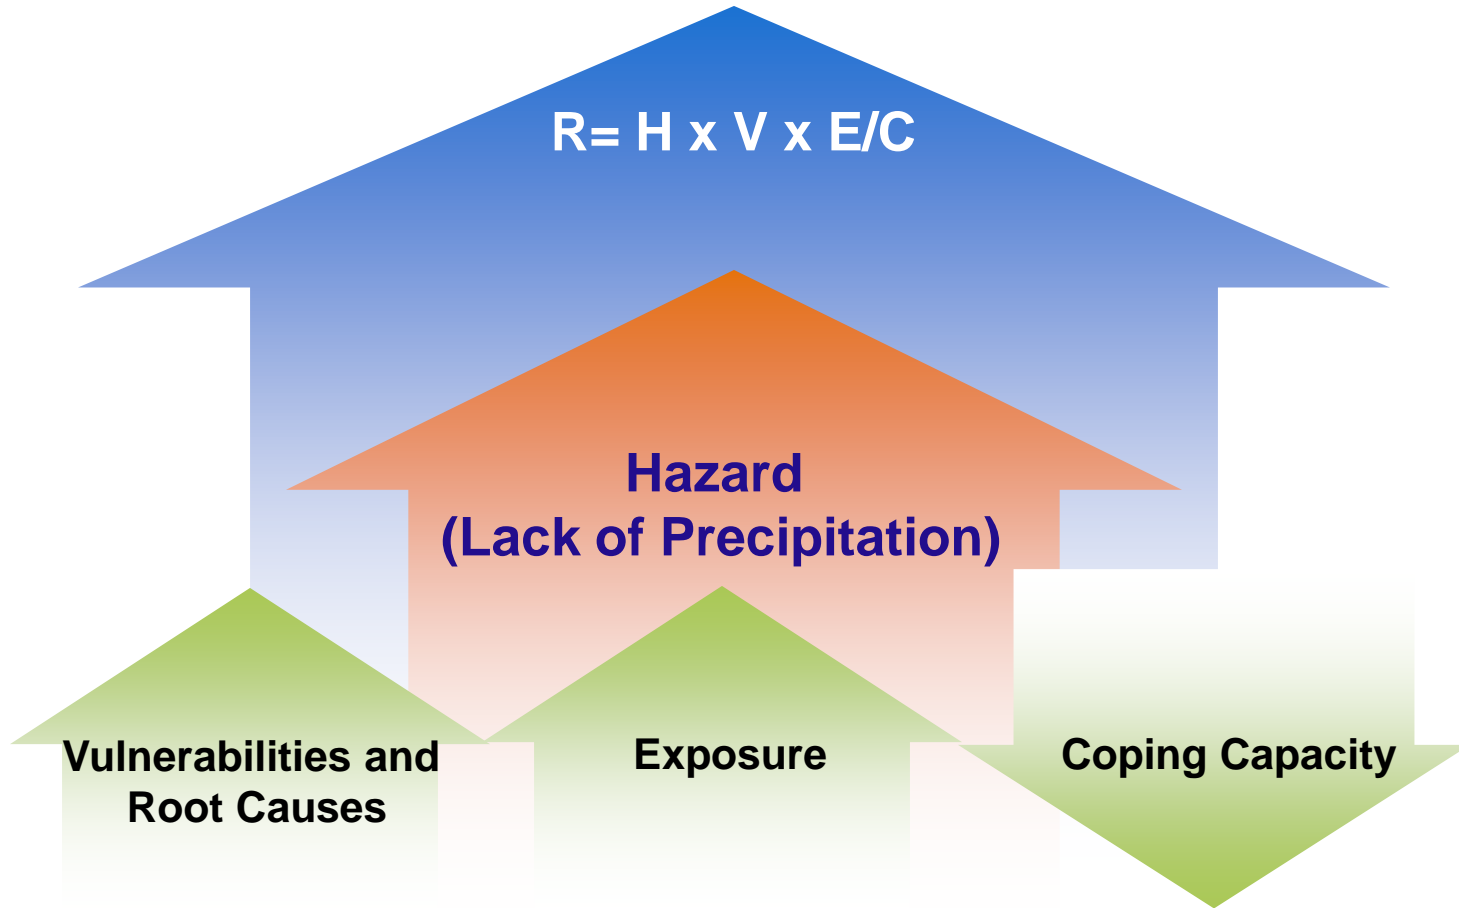 R= H x V x E/C
Hazard
(Lack of Precipitation)
Vulnerabilities and
Root Causes
Exposure
Coping Capacity